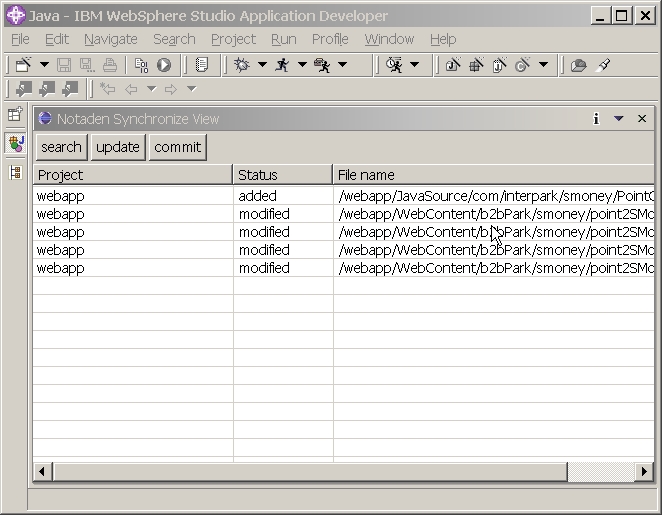 Java - IBM WebSphere Studio Application Developer
File Edit Navigate Search Project Run Profile Window Help
Notaden Synchronize View
search update commit
Project Status File name
webapp added /webapp/JavaSource/com/interpark/smoney/PointC
webapp modified /webapp/WebContent/b2bPark/smoney/point2SMo
webapp modified /webapp/WebContent/b2bPark/smoney/point2SMo
webapp modified /webapp/WebContent/b2bPark/smoney/point2SMo
webapp modified /webapp/WebContent/b2bPark/smoney/point2SMo